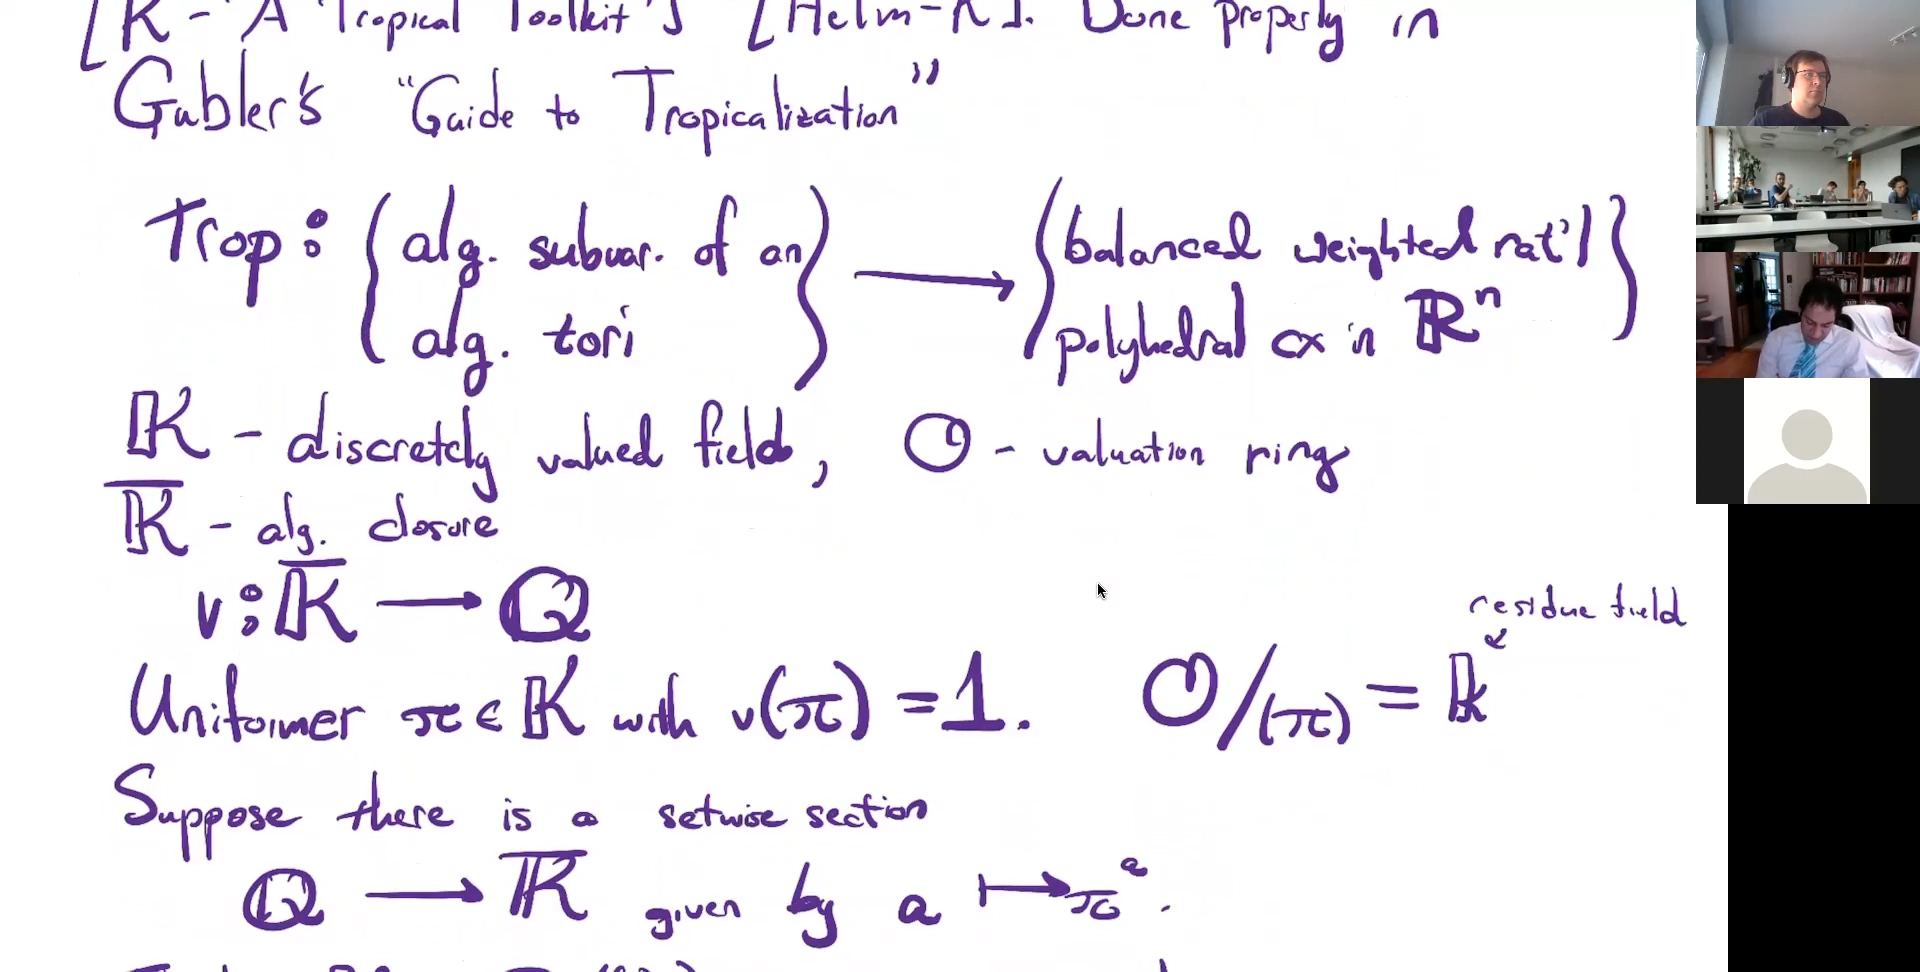 [K - "A Tropical Toolkit"] [Helm-K]. Done properly in
Gubler's "Guide to Tropicalization"
Trop: { alg. subvar. of an alg. tori } → { balanced weighted rat'l polyhedral cx in ℝⁿ }
𝕂 - discretely valued field, O - valuation ring
𝕂̅ - alg. closure
v: 𝕂̅ → ℚ
residue field
Uniformer π ∈ 𝕂 with v(π) = 1. O/(π) = 𝕜
Suppose there is a setwise section
ℚ → 𝕂̅ given by a ↦ πᵃ.